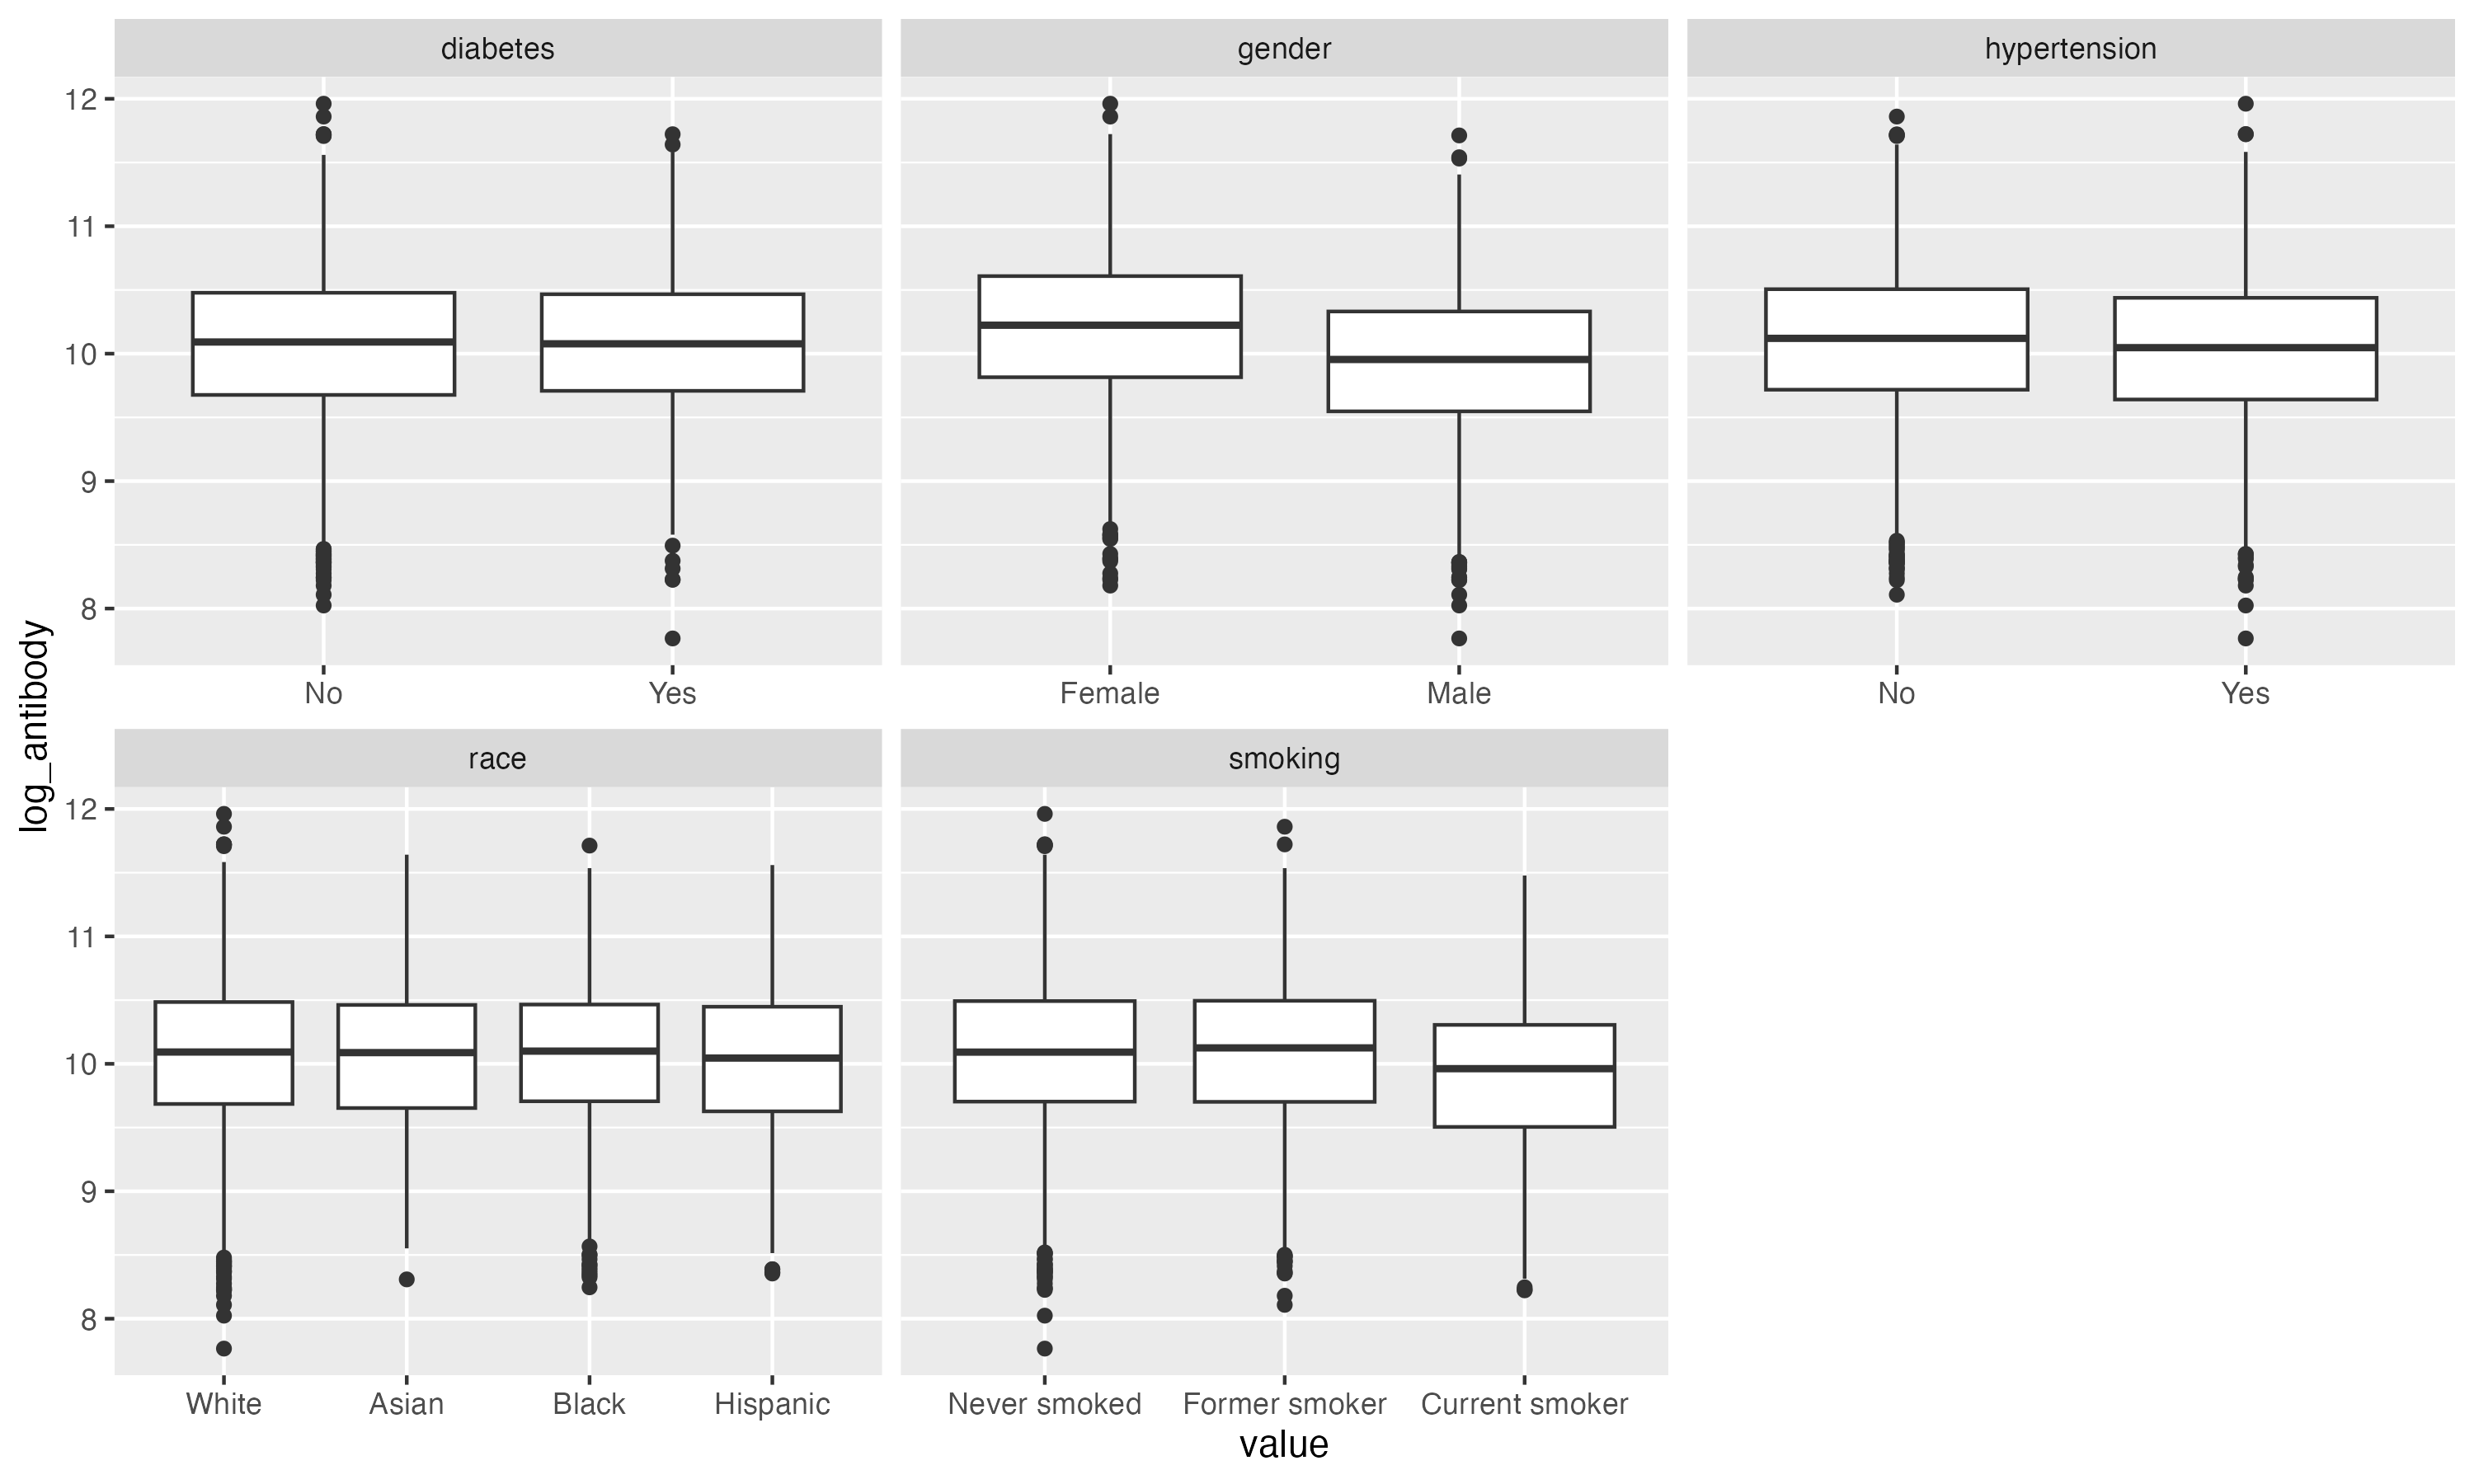 diabetes
gender
hypertension
12
11
10
9
8
No
Yes
Female
Male
No
Yes
log_antibody
race
smoking
12
11
10
9
8
White
Asian
Black
Hispanic
Never smoked
Former smoker
Current smoker
value